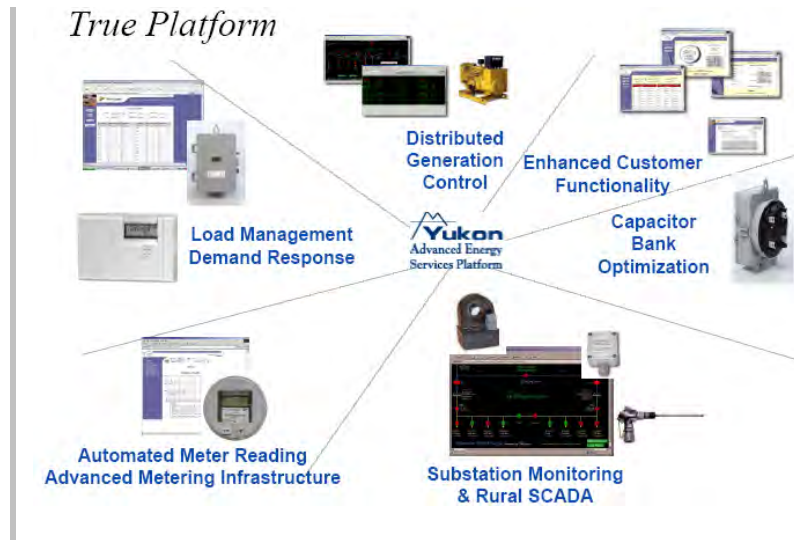 True Platform
Distributed
Generation
Control
Enhanced Customer
Functionality
Load Management
Demand Response
Yukon
Advanced Energy
Services Platform
Capacitor
Bank
Optimization
Automated Meter Reading
Advanced Metering Infrastructure
Substation Monitoring
& Rural SCADA